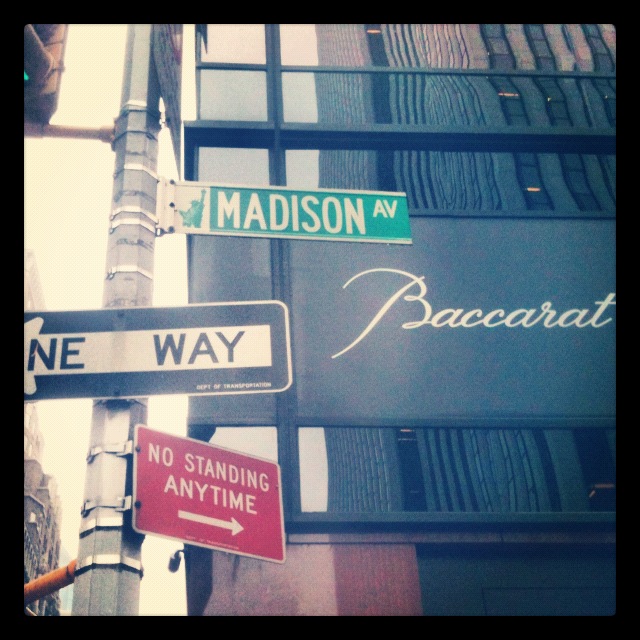 MADISON AV
Baccarat
NE WAY
DEPT OF TRANSPORTATION
NO STANDING
ANYTIME